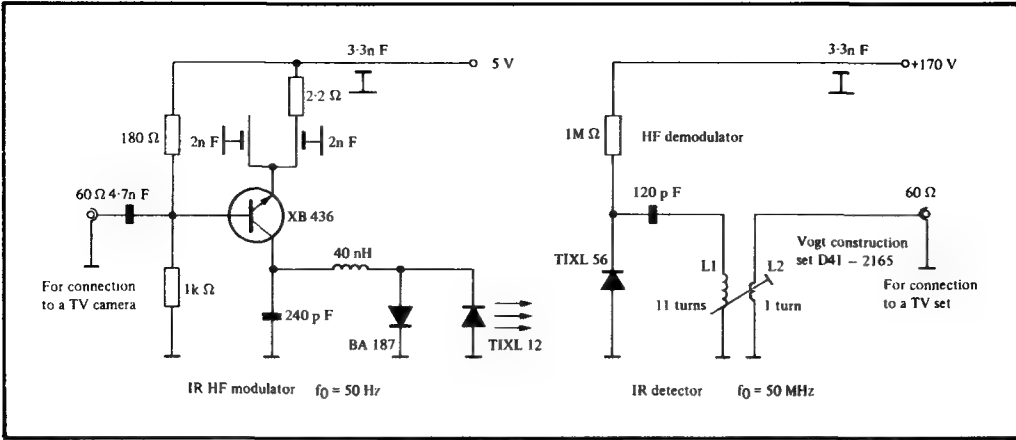 3·3n F
5 V
2·2 Ω
180 Ω
2n F
2n F
60 Ω 4·7n F
XB 436
40 nH
For connection
to a TV camera
1k Ω
240 p F
BA 187
TIXL 12
IR HF modulator f0 = 50 Hz
3·3n F
+170 V
1M Ω
HF demodulator
120 p F
60 Ω
TIXL 56
L1
L2
Vogt construction
set D41 – 2165
11 turns
1 turn
For connection
to a TV set
IR detector f0 = 50 MHz